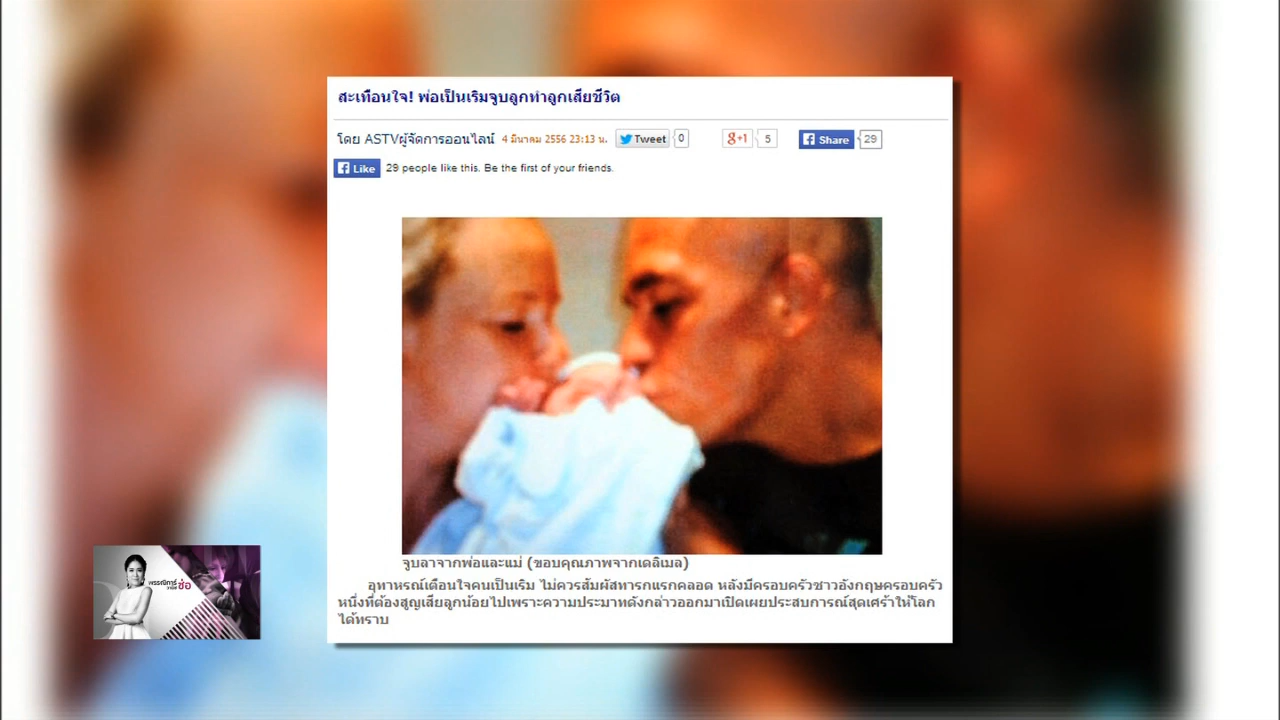 สะเทือนใจ! พ่อเป็นเริมจูบลูกทำลูกเสียชีวิต
โดย ASTVผู้จัดการออนไลน์ 4 มีนาคม 2556 23:13 น. Tweet 0 g+1 5 Share 29
Like 29 people like this. Be the first of your friends.
จูบลาจากพ่อและแม่ (ขอบคุณภาพจากเดลิเมล)
อุทาหรณ์เตือนใจคนเป็นเริม ไม่ควรสัมผัสทารกแรกคลอด หลังมีครอบครัวชาวอังกฤษครอบครัว
หนึ่งที่ต้องสูญเสียลูกน้อยไปเพราะความประมาทดังกล่าวออกมาเปิดเผยประสบการณ์สุดเศร้าให้โลก
ได้ทราบ
พรรณิการ์
ซ่อ